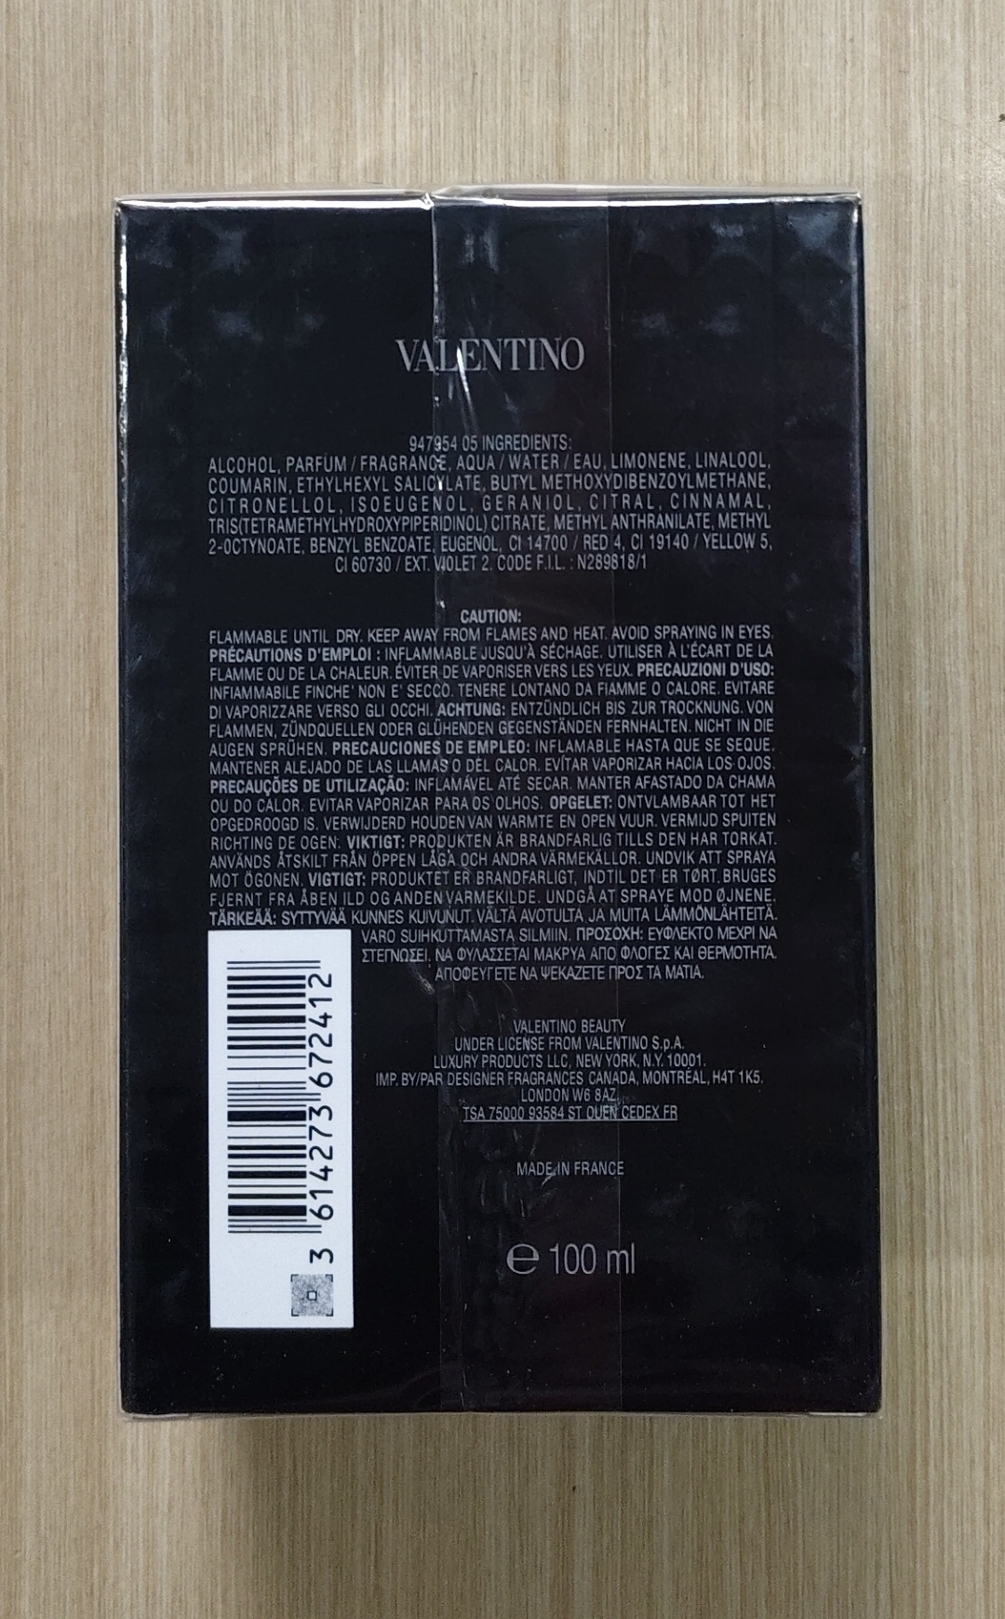 VALENTINO
947954 05 INGREDIENTS:
ALCOHOL, PARFUM / FRAGRANCE, AQUA / WATER / EAU, LIMONENE, LINALOOL,
COUMARIN, ETHYLHEXYL SALICYLATE, BUTYL METHOXYDIBENZOYLMETHANE,
CITRONELLOL, ISOEUGENOL, GERANIOL, CITRAL, CINNAMAL,
TRIS(TETRAMETHYLHYDROXYPIPERIDINOL) CITRATE, METHYL ANTHRANILATE, METHYL
2-OCTYNOATE, BENZYL BENZOATE, EUGENOL, CI 14700 / RED 4, CI 19140 / YELLOW 5,
CI 60730 / EXT. VIOLET 2. CODE F.I.L. : N289818/1
CAUTION:
FLAMMABLE UNTIL DRY. KEEP AWAY FROM FLAMES AND HEAT. AVOID SPRAYING IN EYES.
PRÉCAUTIONS D'EMPLOI : INFLAMMABLE JUSQU'À SÉCHAGE. UTILISER À L'ÉCART DE LA
FLAMME OU DE LA CHALEUR. ÉVITER DE VAPORISER VERS LES YEUX. PRECAUZIONI D'USO:
INFIAMMABILE FINCHE' NON E' SECCO. TENERE LONTANO DA FIAMME O CALORE. EVITARE
DI VAPORIZZARE VERSO GLI OCCHI. ACHTUNG: ENTZÜNDLICH BIS ZUR TROCKNUNG. VON
FLAMMEN, ZÜNDQUELLEN ODER GLÜHENDEN GEGENSTÄNDEN FERNHALTEN. NICHT IN DIE
AUGEN SPRÜHEN. PRECAUCIONES DE EMPLEO: INFLAMABLE HASTA QUE SE SEQUE.
MANTENER ALEJADO DE LAS LLAMAS O DEL CALOR. EVÍTAR VAPORIZAR HACIA LOS OJOS.
PRECAUÇÕES DE UTILIZAÇÃO: INFLAMÁVEL ATÉ SECAR. MANTER AFASTADO DA CHAMA
OU DO CALOR. EVITAR VAPORIZAR PARA OS OLHOS. OPGELET: ONTVLAMBAAR TOT HET
OPGEDROOGD IS. VERWIJDERD HOUDEN VAN WARMTE EN OPEN VUUR. VERMIJD SPUITEN
RICHTING DE OGEN. VIKTIGT: PRODUKTEN ÄR BRANDFARLIG TILLS DEN HAR TORKAT.
ANVÄNDS ÅTSKILT FRÅN ÖPPEN LÅGA OCH ANDRA VÄRMEKÄLLOR. UNDVIK ATT SPRAYA
MOT ÖGONEN. VIGTIGT: PRODUKTET ER BRANDFARLIGT, INDTIL DET ER TØRT. BRUGES
FJERNT FRA ÅBEN ILD OG ANDEN VARMEKILDE. UNDGÅ AT SPRAYE MOD ØJNENE.
TÄRKEÄÄ: SYTTYVÄÄ KUNNES KUIVUNUT. VÄLTÄ AVOTULTA JA MUITA LÄMMÖNLÄHTEITÄ.
VARO SUIHKUTTAMASTA SILMIIN. ΠΡΟΣΟΧΗ: ΕΥΦΛΕΚΤΟ ΜΕΧΡΙ ΝΑ
ΣΤΕΓΝΩΣΕΙ. ΝΑ ΦΥΛΑΣΣΕΤΑΙ ΜΑΚΡΥΑ ΑΠΟ ΦΛΟΓΕΣ ΚΑΙ ΘΕΡΜΟΤΗΤΑ.
ΑΠΟΦΕΥΓΕΤΕ ΝΑ ΨΕΚΑΖΕΤΕ ΠΡΟΣ ΤΑ ΜΑΤΙΑ.
VALENTINO BEAUTY
UNDER LICENSE FROM VALENTINO S.p.A.
LUXURY PRODUCTS LLC, NEW YORK, N.Y. 10001.
IMP. BY/PAR DESIGNER FRAGRANCES CANADA, MONTRÉAL, H4T 1K5.
LONDON W6 8AZ
TSA 75000 93584 ST OUEN CEDEX FR
MADE IN FRANCE
℮ 100 ml
3 614273 672412